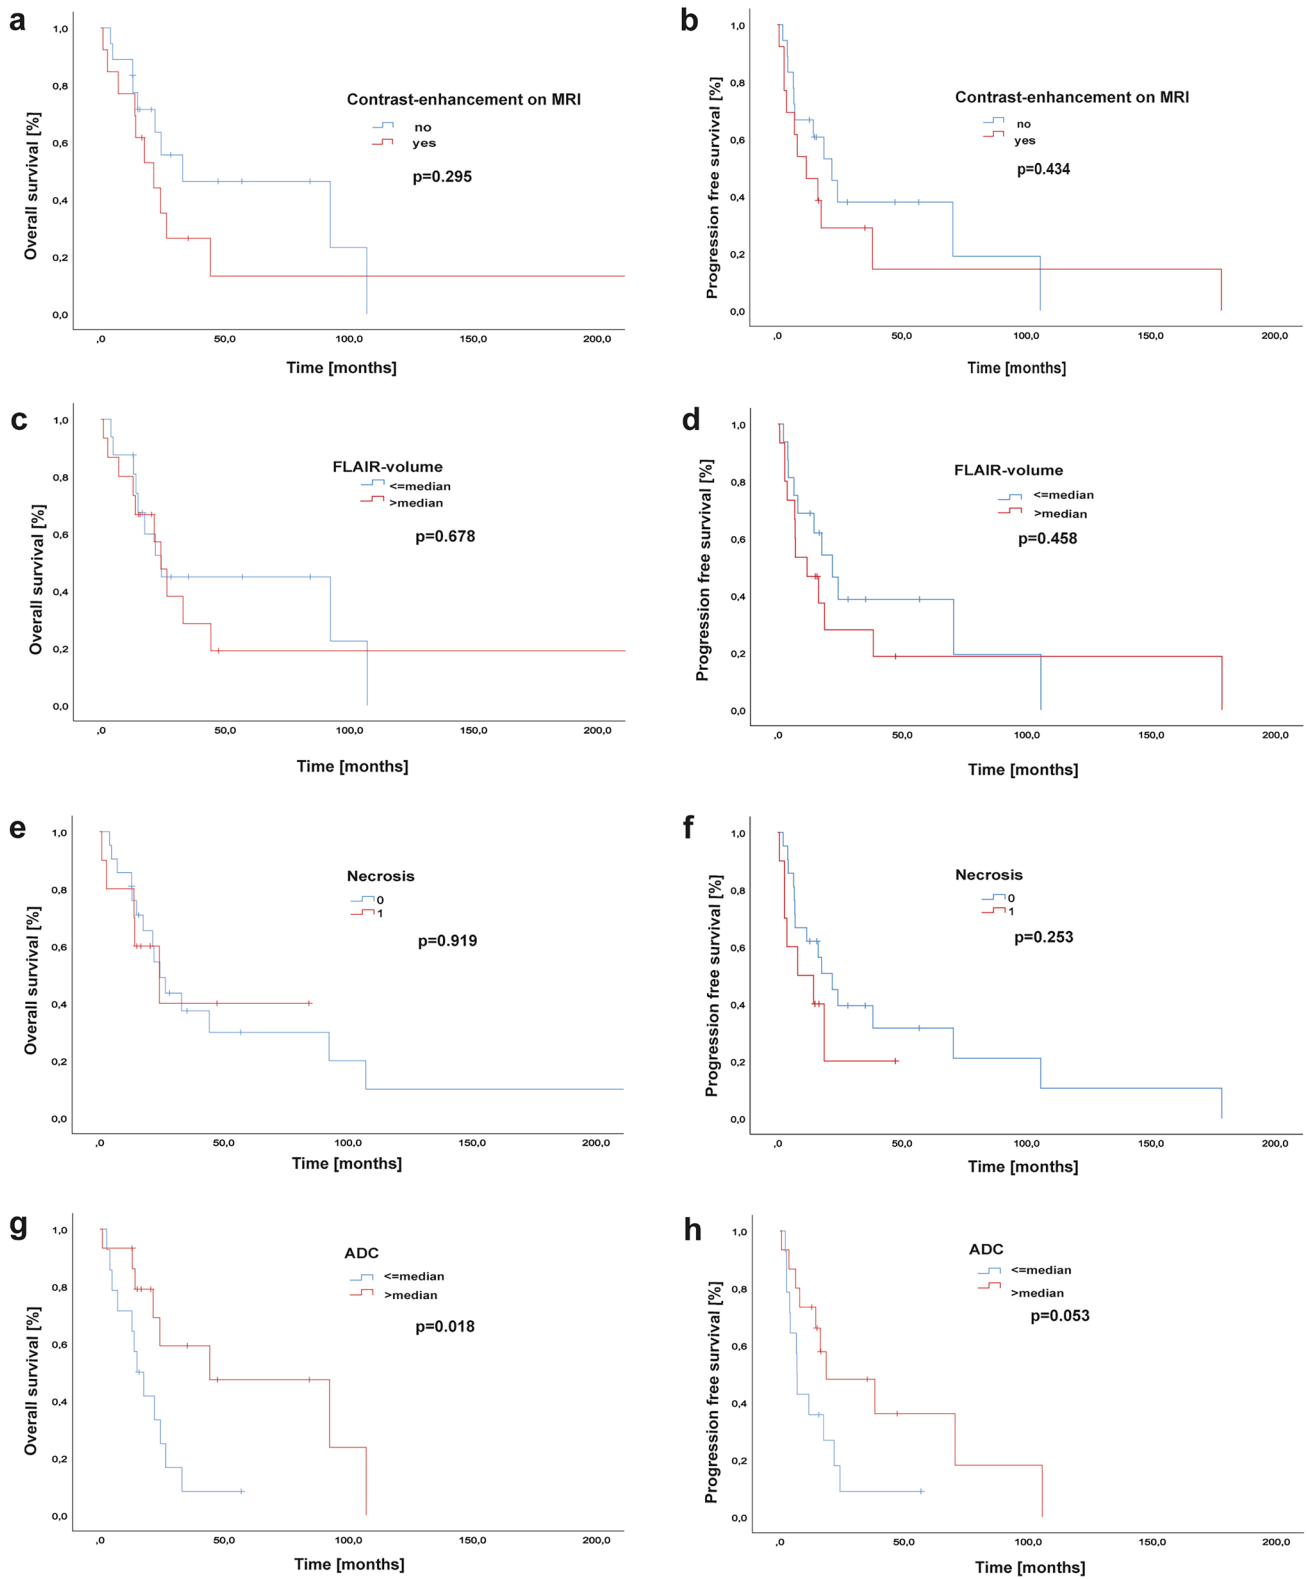 a
Overall survival [%]
1,0
0,8
0,6
0,4
0,2
0,0
Contrast-enhancement on MRI
no
yes
p=0.295
,0 50,0 100,0 150,0 200,0
Time [months]
b
Progression free survival [%]
1,0
0,8
0,6
0,4
0,2
0,0
Contrast-enhancement on MRI
no
yes
p=0.434
,0 50,0 100,0 150,0 200,0
Time [months]
c
Overall survival [%]
1,0
0,8
0,6
0,4
0,2
0,0
FLAIR-volume
<=median
>median
p=0.678
,0 50,0 100,0 150,0 200,0
Time [months]
d
Progression free survival [%]
1,0
0,8
0,6
0,4
0,2
0,0
FLAIR-volume
<=median
>median
p=0.458
,0 50,0 100,0 150,0 200,0
Time [months]
e
Overall survival [%]
1,0
0,8
0,6
0,4
0,2
0,0
Necrosis
0
1
p=0.919
,0 50,0 100,0 150,0 200,0
Time [months]
f
Progression free survival [%]
1,0
0,8
0,6
0,4
0,2
0,0
Necrosis
0
1
p=0.253
,0 50,0 100,0 150,0 200,0
Time [months]
g
Overall survival [%]
1,0
0,8
0,6
0,4
0,2
0,0
ADC
<=median
>median
p=0.018
,0 50,0 100,0 150,0 200,0
Time [months]
h
Progression free survival [%]
1,0
0,8
0,6
0,4
0,2
0,0
ADC
<=median
>median
p=0.053
,0 50,0 100,0 150,0 200,0
Time [months]